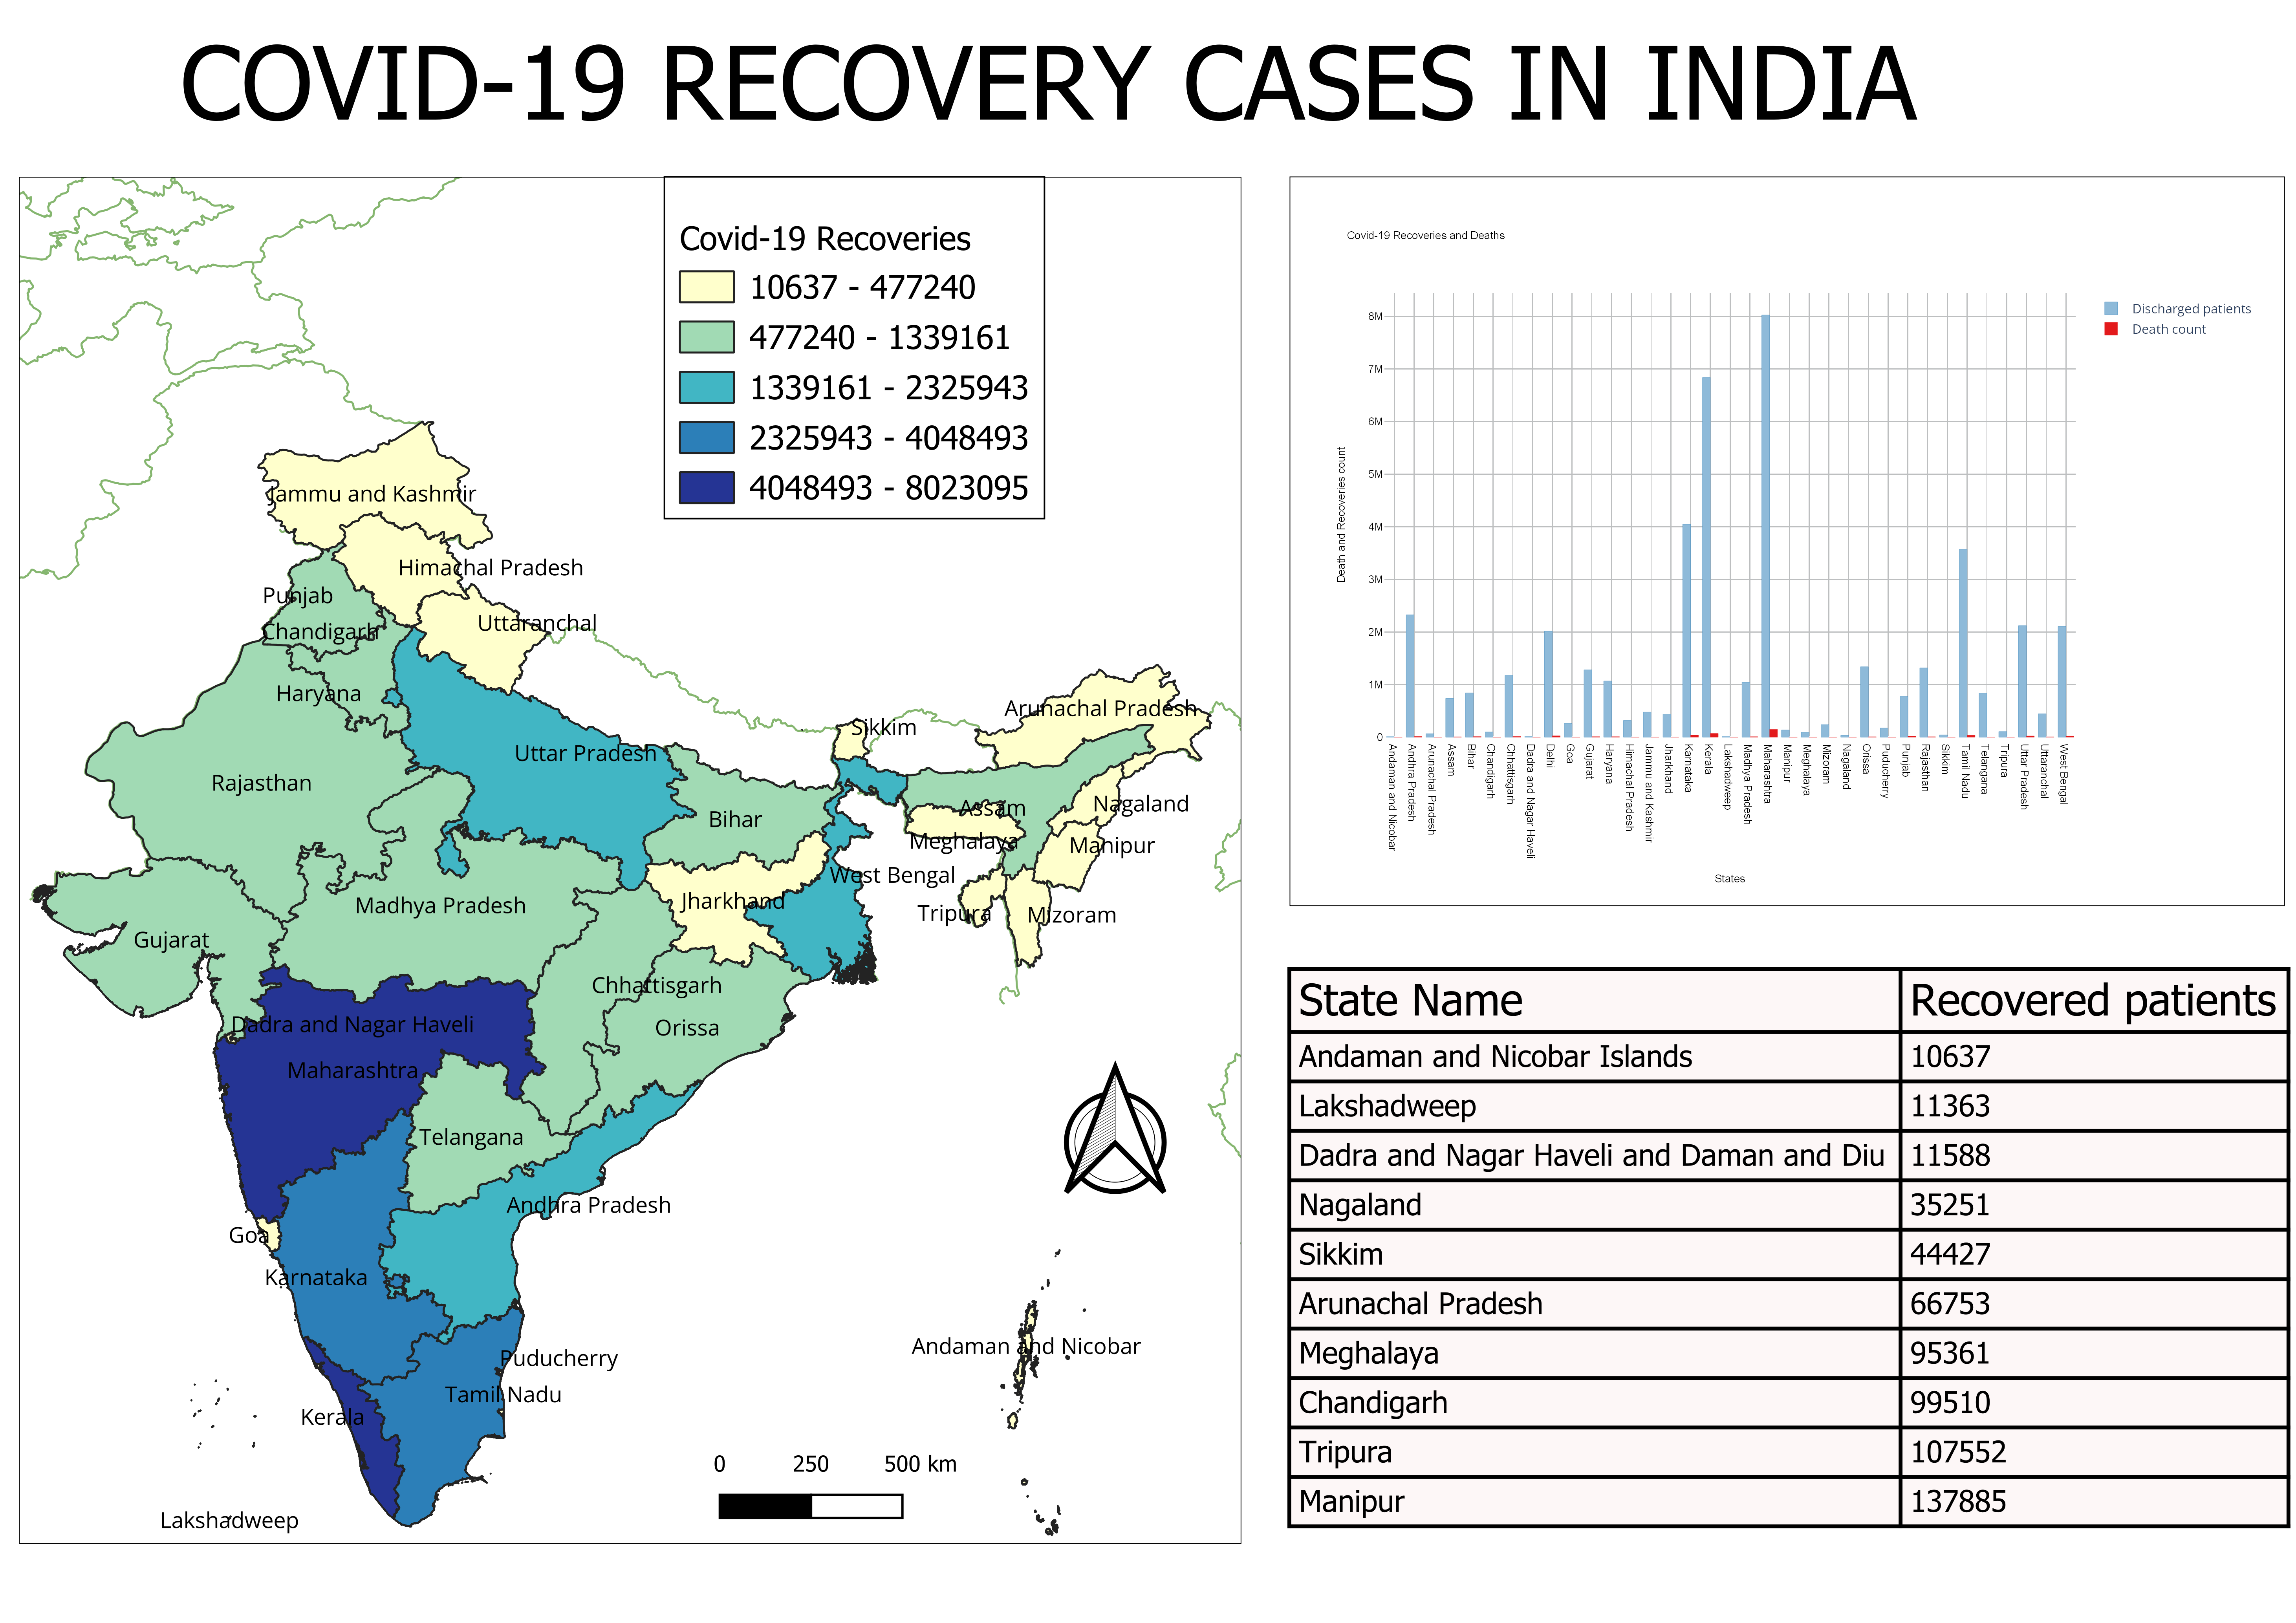 COVID-19 RECOVERY CASES IN INDIA
Covid-19 Recoveries
10637 - 477240
477240 - 1339161
1339161 - 2325943
2325943 - 4048493
4048493 - 8023095
Jammu and Kashmir
Himachal Pradesh
Punjab
Uttaranchal
Chandigarh
Haryana
Arunachal Pradesh
Sikkim
Uttar Pradesh
Rajasthan
Nagaland
Assam
Bihar
Meghalaya
Manipur
West Bengal
Jharkhand
Madhya Pradesh
Tripura
Mizoram
Gujarat
Chhattisgarh
Dadra and Nagar Haveli
Orissa
Maharashtra
Telangana
Andhra Pradesh
Goa
Karnataka
Andaman and Nicobar
Puducherry
Tamil Nadu
Kerala
Lakshadweep
0 250 500 km
Covid-19 Recoveries and Deaths
Discharged patients
Death count
8M
7M
6M
5M
4M
3M
2M
1M
0
Death and Recoveries count
Andaman and Nicobar
Andhra Pradesh
Arunachal Pradesh
Assam
Bihar
Chandigarh
Chhattisgarh
Dadra and Nagar Haveli
Delhi
Goa
Gujarat
Haryana
Himachal Pradesh
Jammu and Kashmir
Jharkhand
Karnataka
Kerala
Lakshadweep
Madhya Pradesh
Maharashtra
Manipur
Meghalaya
Mizoram
Nagaland
Orissa
Puducherry
Punjab
Rajasthan
Sikkim
Tamil Nadu
Telangana
Tripura
Uttar Pradesh
Uttaranchal
West Bengal
States
State Name Recovered patients
Andaman and Nicobar Islands 10637
Lakshadweep 11363
Dadra and Nagar Haveli and Daman and Diu 11588
Nagaland 35251
Sikkim 44427
Arunachal Pradesh 66753
Meghalaya 95361
Chandigarh 99510
Tripura 107552
Manipur 137885